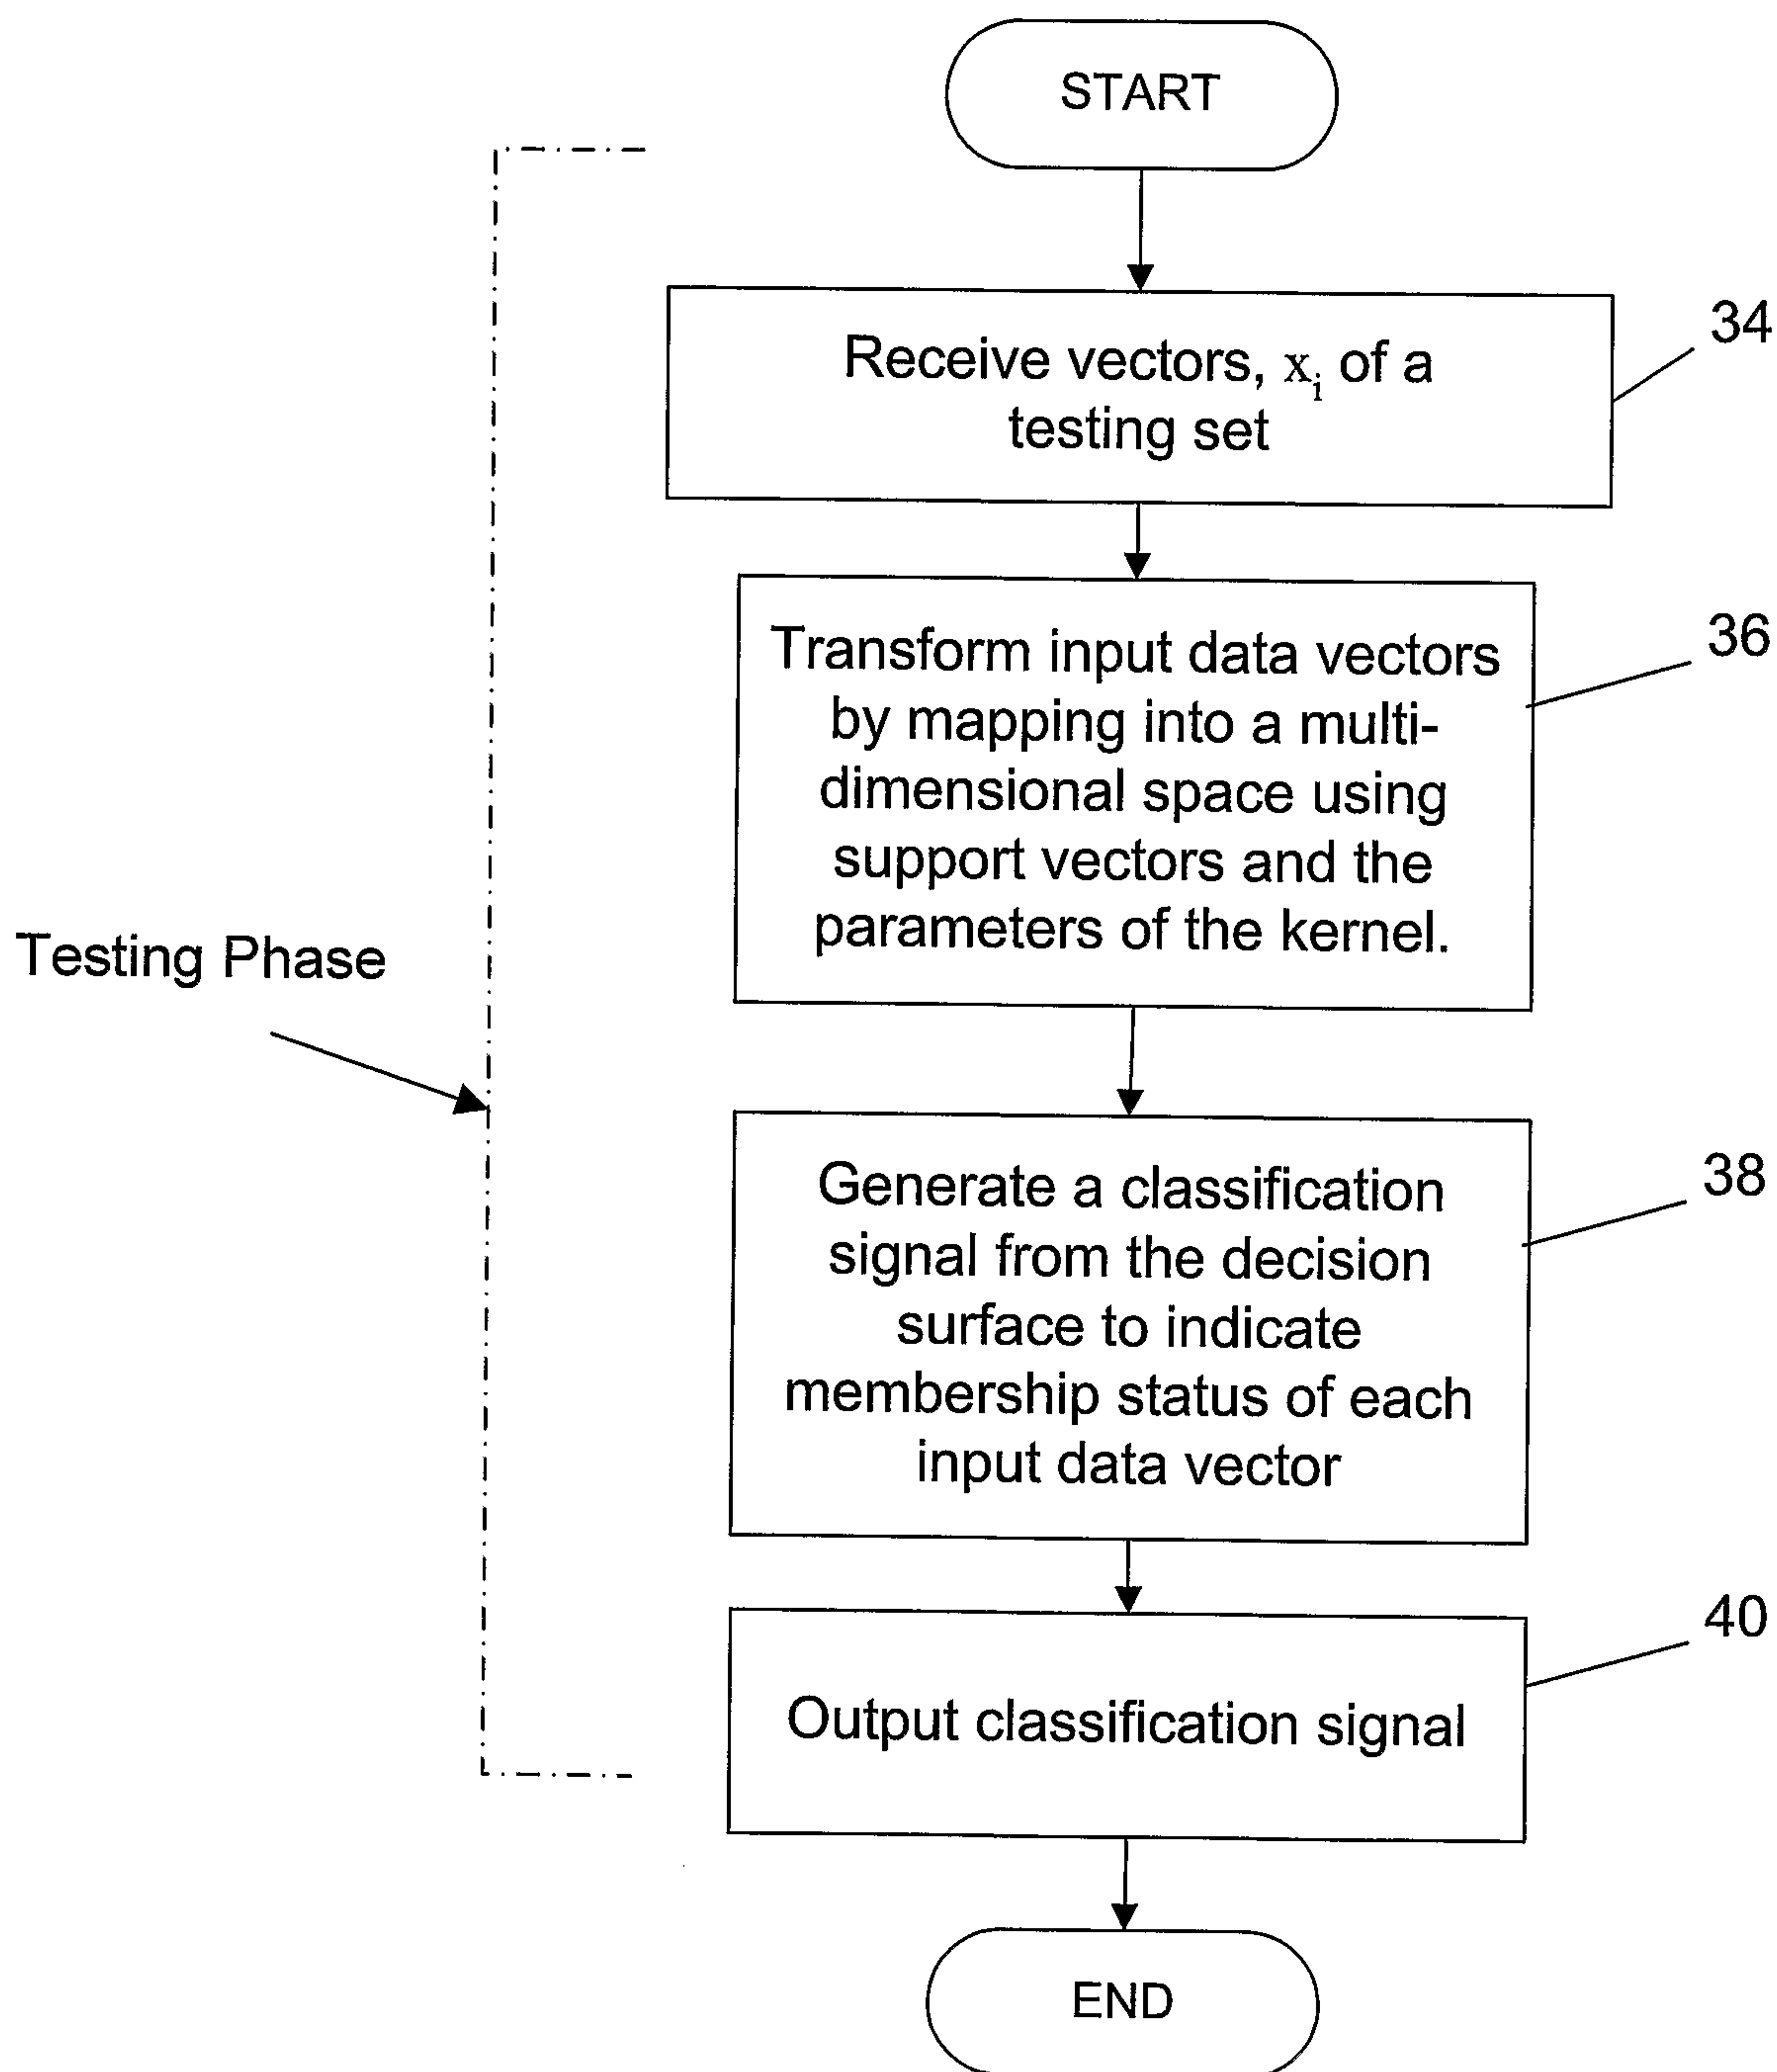 START
Receive vectors, xᵢ of a
testing set
34
Transform input data vectors
by mapping into a multi-
dimensional space using
support vectors and the
parameters of the kernel.
36
Testing Phase
Generate a classification
signal from the decision
surface to indicate
membership status of each
input data vector
38
Output classification signal
40
END